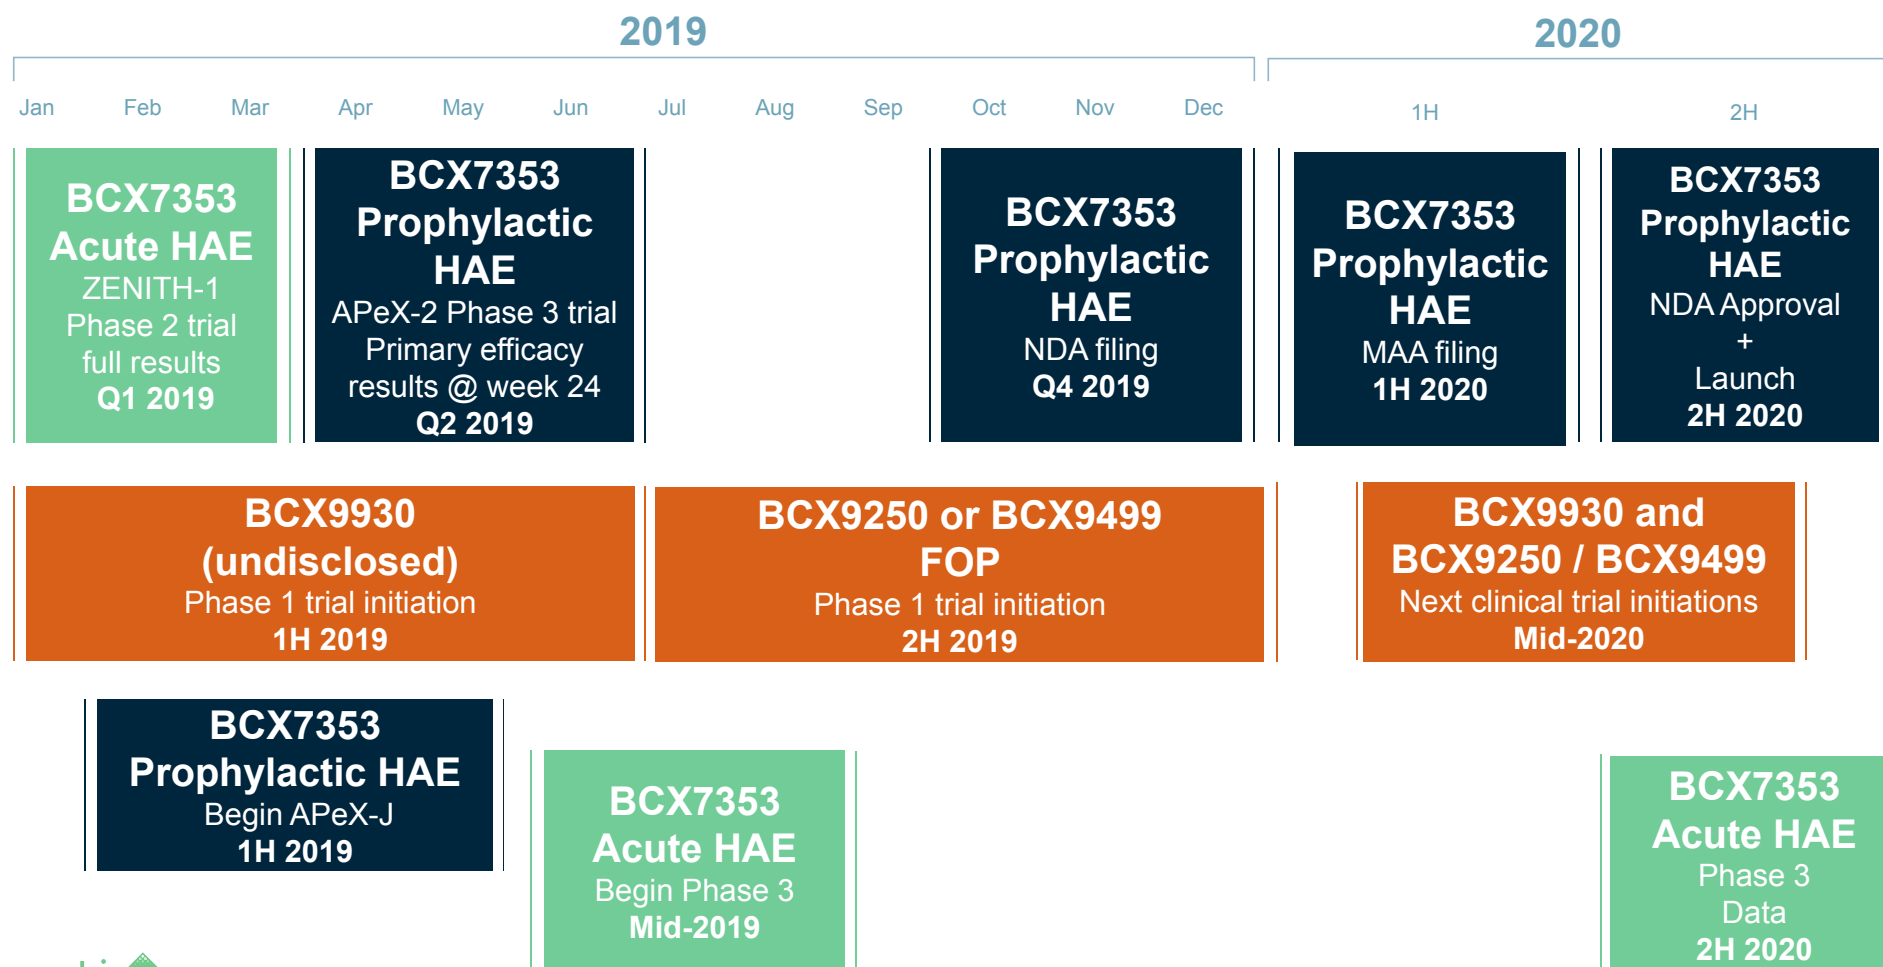 2019
2020
Jan Feb Mar Apr May Jun Jul Aug Sep Oct Nov Dec
1H 2H
BCX7353
Acute HAE
ZENITH-1
Phase 2 trial
full results
Q1 2019
BCX7353
Prophylactic
HAE
APeX-2 Phase 3 trial
Primary efficacy
results @ week 24
Q2 2019
BCX7353
Prophylactic
HAE
NDA filing
Q4 2019
BCX7353
Prophylactic
HAE
MAA filing
1H 2020
BCX7353
Prophylactic
HAE
NDA Approval
+
Launch
2H 2020
BCX9930
(undisclosed)
Phase 1 trial initiation
1H 2019
BCX9250 or BCX9499
FOP
Phase 1 trial initiation
2H 2019
BCX9930 and
BCX9250 / BCX9499
Next clinical trial initiations
Mid-2020
BCX7353
Prophylactic HAE
Begin APeX-J
1H 2019
BCX7353
Acute HAE
Begin Phase 3
Mid-2019
BCX7353
Acute HAE
Phase 3
Data
2H 2020